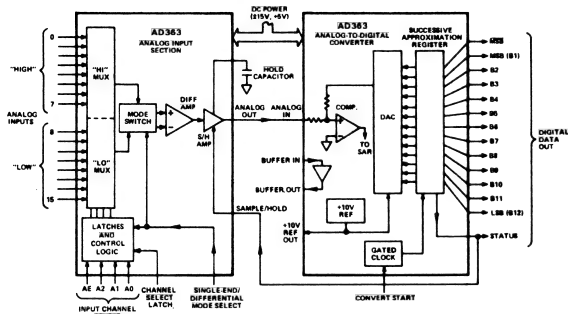 DC POWER
(±15V, +5V)
AD363
ANALOG INPUT
SECTION
AD363
ANALOG-TO-DIGITAL
CONVERTER
SUCCESSIVE
APPROXIMATION
REGISTER
0
"HIGH"
7
ANALOG
INPUTS
8
"LOW"
15
"HI"
MUX
"LO"
MUX
MODE
SWITCH
DIFF
AMP
S/H
AMP
HOLD
CAPACITOR
ANALOG
OUT
ANALOG
IN
COMP.
TO
SAR
DAC
BUFFER IN
BUFFER OUT
SAMPLE/HOLD
+10V
REF
+10V
REF
OUT
GATED
CLOCK
LATCHES
AND
CONTROL
LOGIC
AE A2 A1 A0
INPUT CHANNEL
CHANNEL
SELECT
LATCH
SINGLE-END/
DIFFERENTIAL
MODE SELECT
CONVERT START
MSB
MSB (B1)
B2
B3
B4
B5
B6
B7
B8
B9
B10
B11
LSB (B12)
STATUS
DIGITAL
DATA
OUT